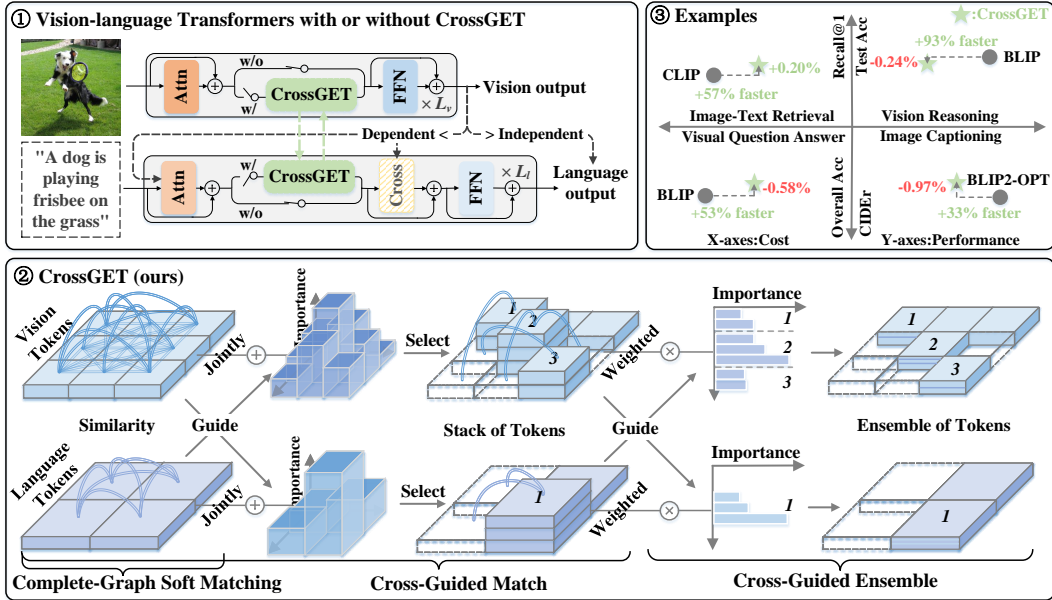 ① Vision-language Transformers with or without CrossGET
"A dog is
playing
frisbee on
the grass"
Attn
w/o
w/
CrossGET
FFN
× L_v
Vision output
Dependent < > Independent
Attn
w/
w/o
CrossGET
Cross
FFN
× L_l
Language
output
③ Examples
:CrossGET
Recall@1
Test Acc
CLIP
+0.20%
+57% faster
+93% faster
-0.24%
BLIP
Image-Text Retrieval
Vision Reasoning
Visual Question Answer
Image Captioning
BLIP
-0.58%
+53% faster
-0.97%
BLIP2-OPT
+33% faster
Overall Acc
CIDEr
X-axes:Cost
Y-axes:Performance
② CrossGET (ours)
Vision
Tokens
Jointly
Importance
Select
1
2
3
Weighted
Importance
1
2
3
1
2
3
Similarity
Guide
Stack of Tokens
Guide
Ensemble of Tokens
Language
Tokens
Jointly
Importance
Select
1
Weighted
Importance
1
1
Complete-Graph Soft Matching
Cross-Guided Match
Cross-Guided Ensemble